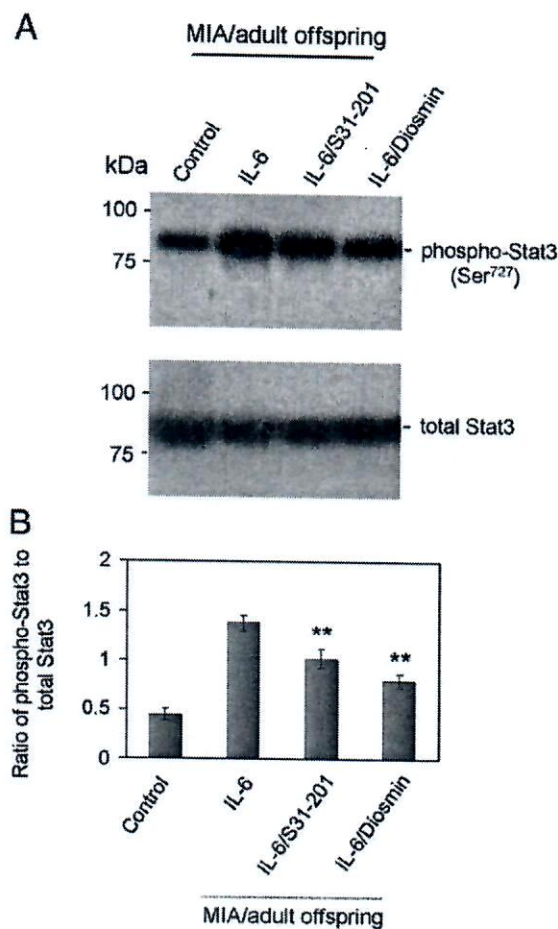 A
MIA/adult offspring
Control
IL-6
IL-6/S31-201
IL-6/Diosmin
kDa
100
75
phospho-Stat3
(Ser727)
100
75
total Stat3
B
Ratio of phospho-Stat3 to
total Stat3
2
1.5
1
0.5
0
**
**
Control
IL-6
IL-6/S31-201
IL-6/Diosmin
MIA/adult offspring